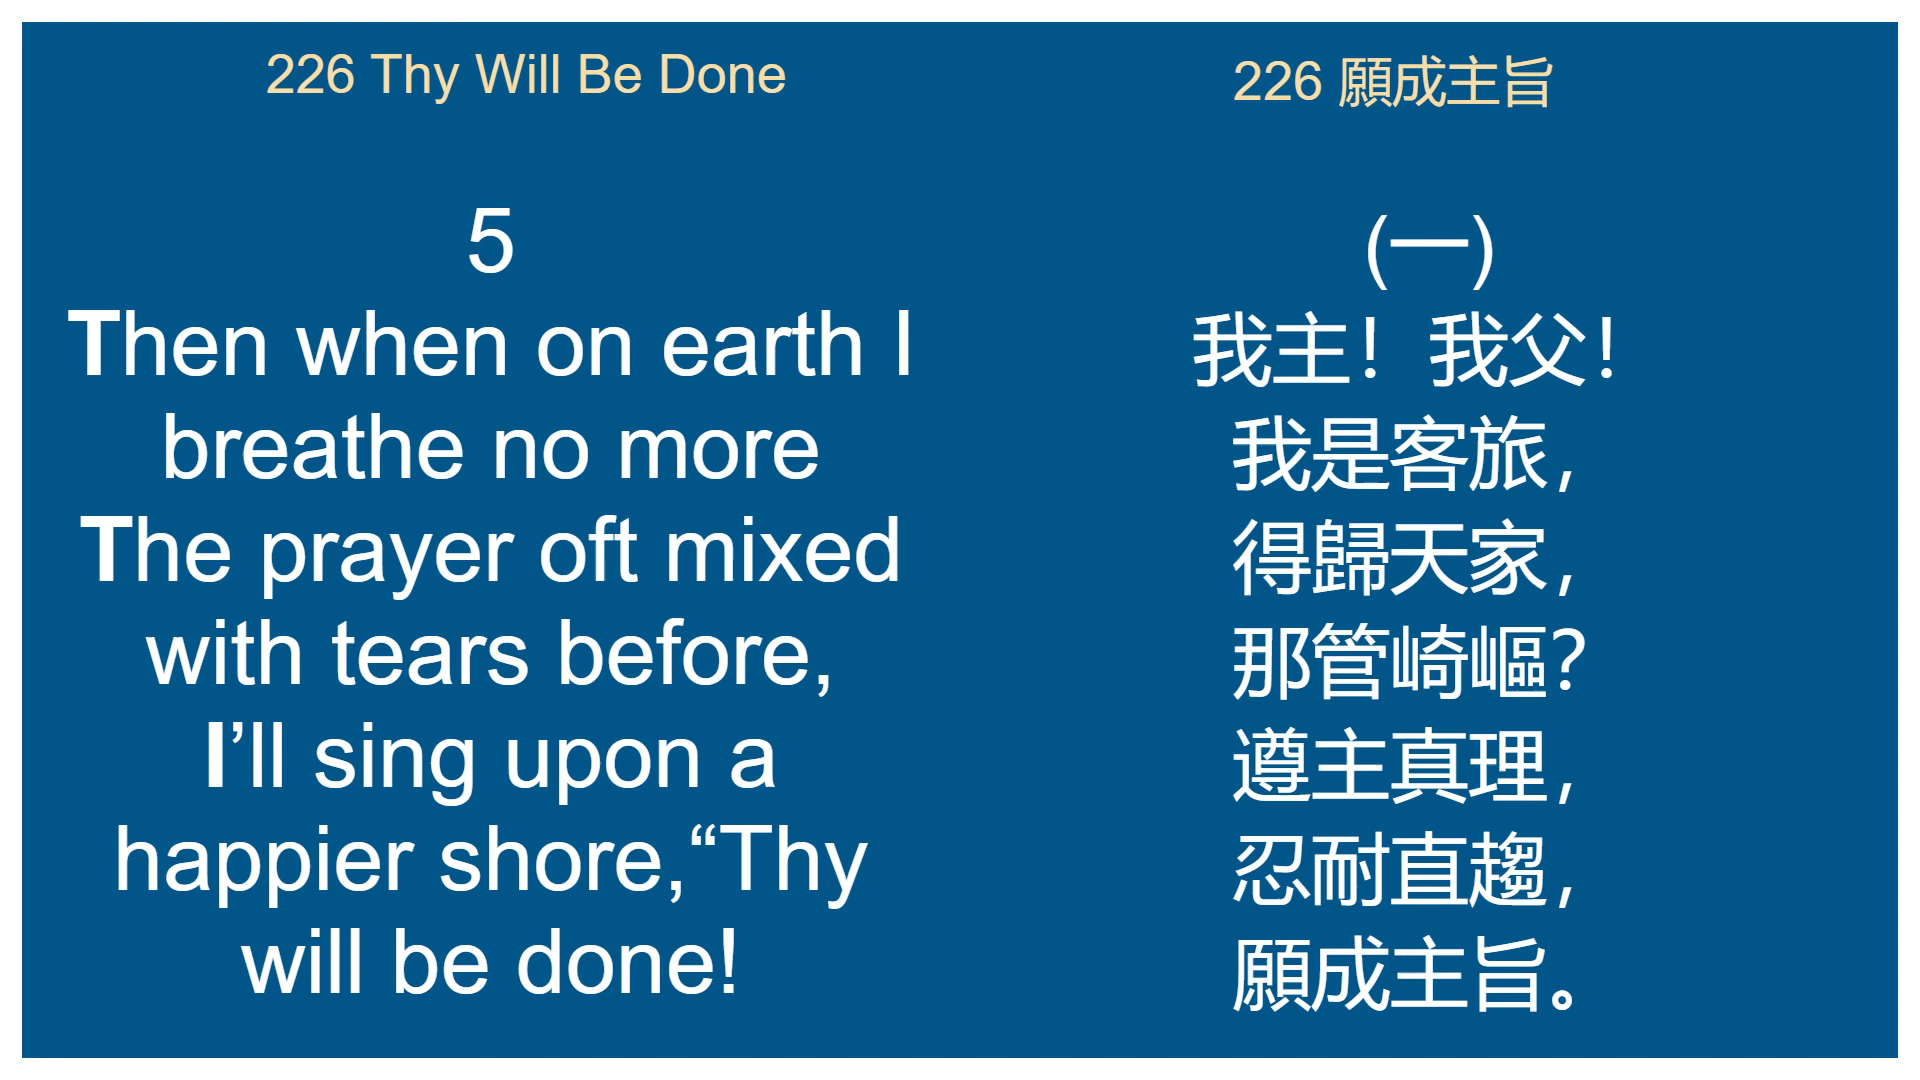 226 Thy Will Be Done
5
Then when on earth I
breathe no more
The prayer oft mixed
with tears before,
I’ll sing upon a
happier shore,“Thy
will be done!
226 願成主旨
(一)
我主！我父！
我是客旅，
得歸天家，
那管崎嶇？
遵主真理，
忍耐直趨，
願成主旨。